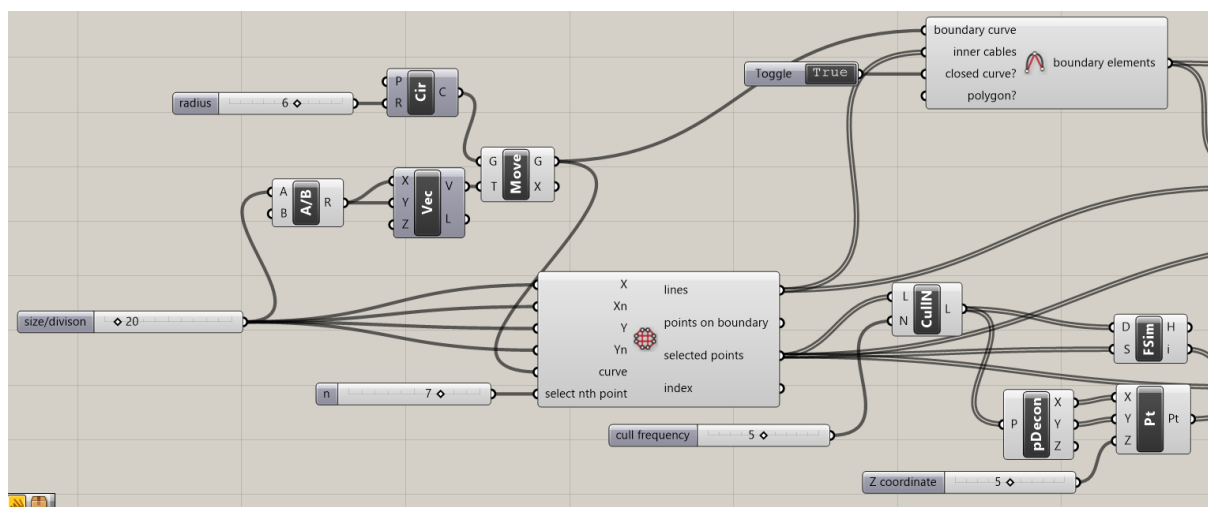 boundary curve
inner cables
closed curve?
polygon?
boundary elements
Toggle True
P
R
Cir
C
radius 6
G
T
Move
G
X
A
B
A/B
R
X
Y
Z
Vec
V
L
size/divison 20
X
Xn
Y
Yn
curve
select nth point
lines
points on boundary
selected points
index
n 7
L
N
CullN
L
cull frequency 5
D
S
FSim
H
i
P
pDecon
X
Y
Z
X
Y
Z
Pt
Pt
Z coordinate 5